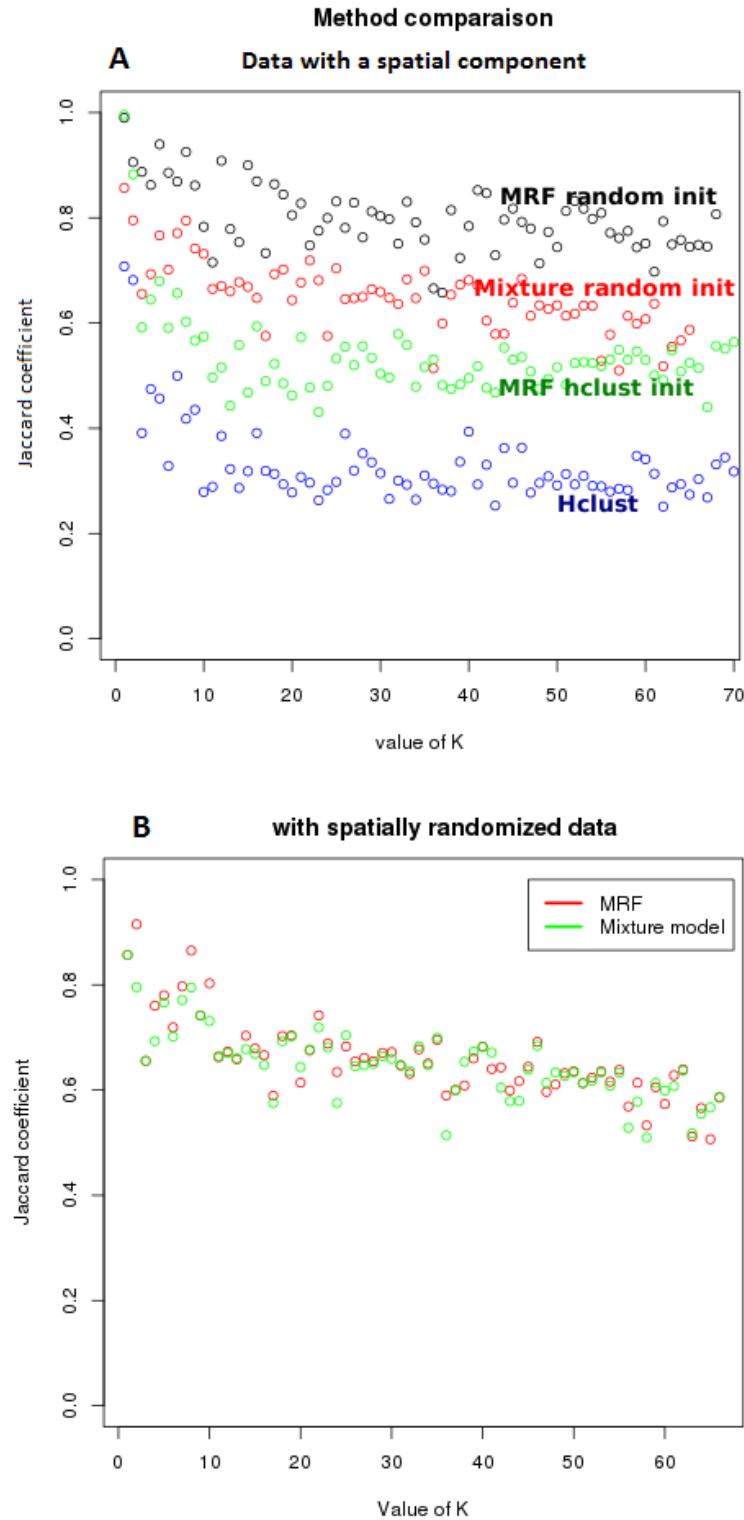 Method comparaison
A
Data with a spatial component
Jaccard coefficient
1.0
0.8
0.6
0.4
0.2
0.0
MRF random init
Mixture random init
MRF hclust init
Hclust
0 10 20 30 40 50 60 70
value of K
B
with spatially randomized data
Jaccard coefficient
1.0
0.8
0.6
0.4
0.2
0.0
MRF
Mixture model
0 10 20 30 40 50 60
Value of K